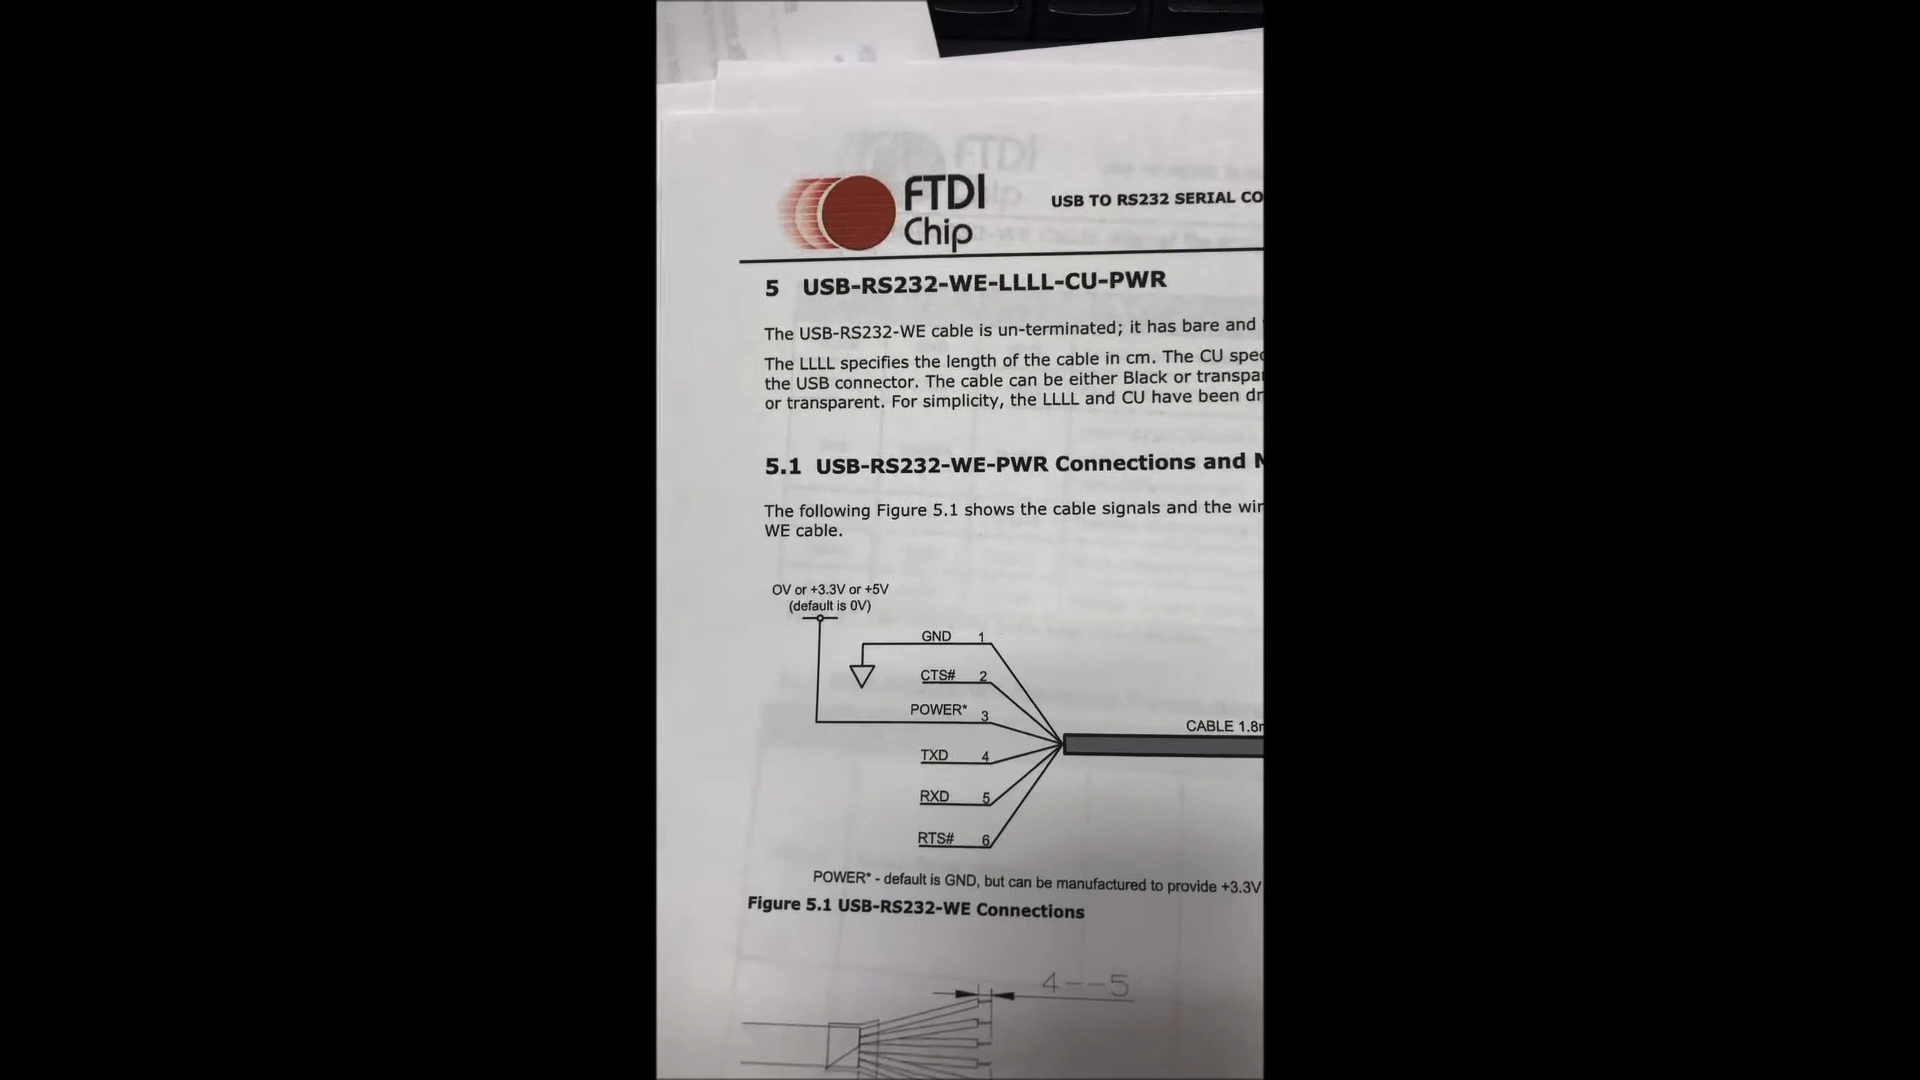 FTDI
Chip
USB TO RS232 SERIAL CO
5 USB-RS232-WE-LLLL-CU-PWR
The USB-RS232-WE cable is un-terminated; it has bare and
The LLLL specifies the length of the cable in cm. The CU spec
the USB connector. The cable can be either Black or transpa
or transparent. For simplicity, the LLLL and CU have been dr
5.1 USB-RS232-WE-PWR Connections and M
The following Figure 5.1 shows the cable signals and the wir
WE cable.
OV or +3.3V or +5V
(default is 0V)
GND 1
CTS# 2
POWER* 3
CABLE 1.8m
TXD 4
RXD 5
RTS# 6
POWER* - default is GND, but can be manufactured to provide +3.3V
Figure 5.1 USB-RS232-WE Connections
4--5